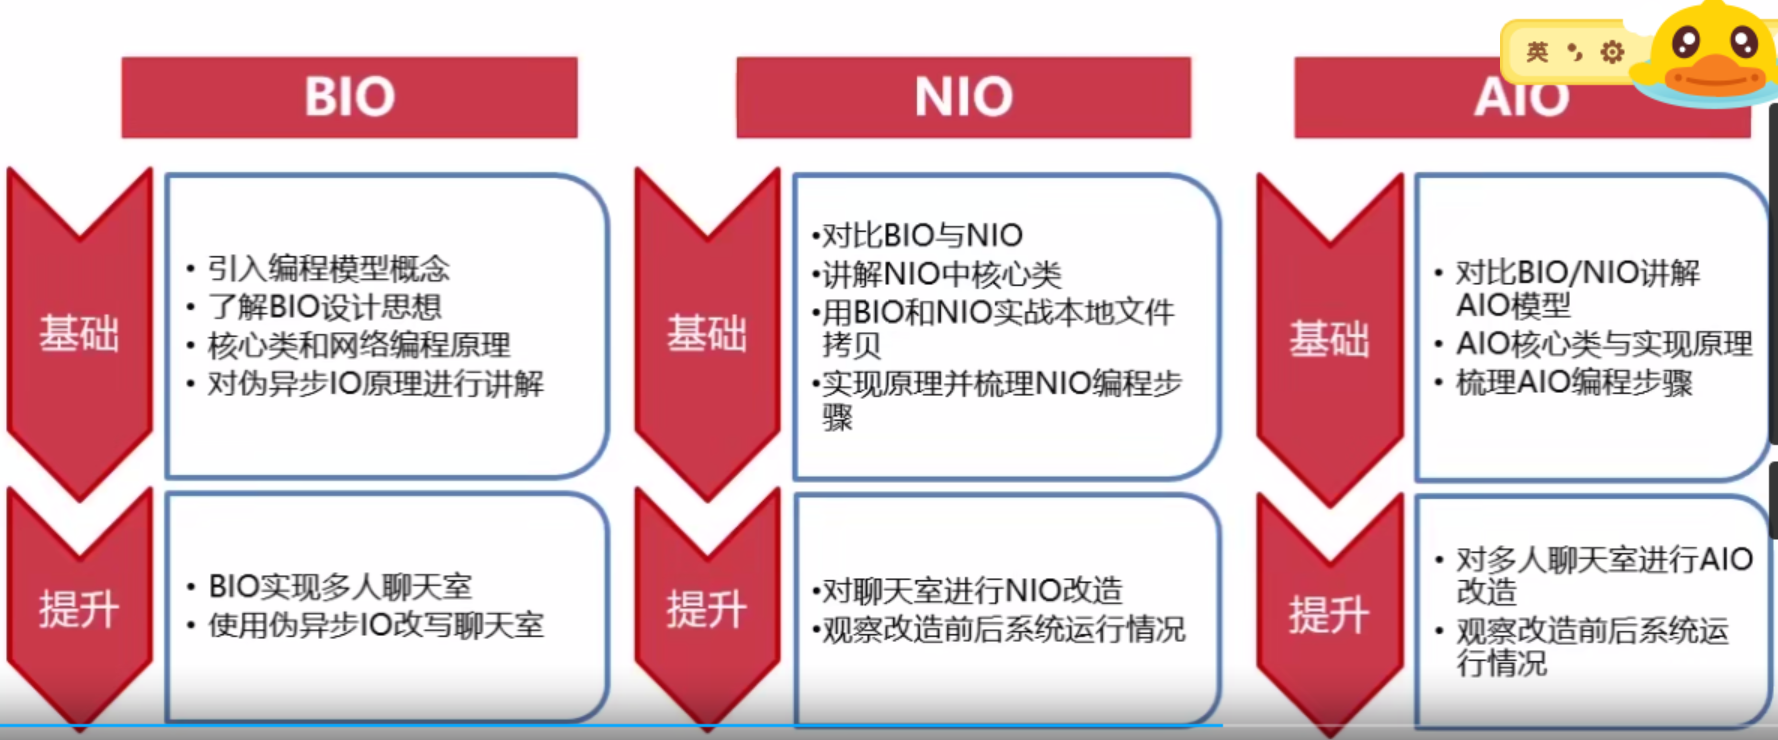 英
BIO
基础
• 引入编程模型概念
• 了解BIO设计思想
• 核心类和网络编程原理
• 对伪异步IO原理进行讲解
提升
• BIO实现多人聊天室
• 使用伪异步IO改写聊天室
NIO
基础
•对比BIO与NIO
•讲解NIO中核心类
•用BIO和NIO实战本地文件
拷贝
•实现原理并梳理NIO编程步
骤
提升
•对聊天室进行NIO改造
•观察改造前后系统运行情况
AIO
基础
• 对比BIO/NIO讲解
AIO模型
• AIO核心类与实现原理
• 梳理AIO编程步骤
提升
• 对多人聊天室进行AIO
改造
• 观察改造前后系统运
行情况